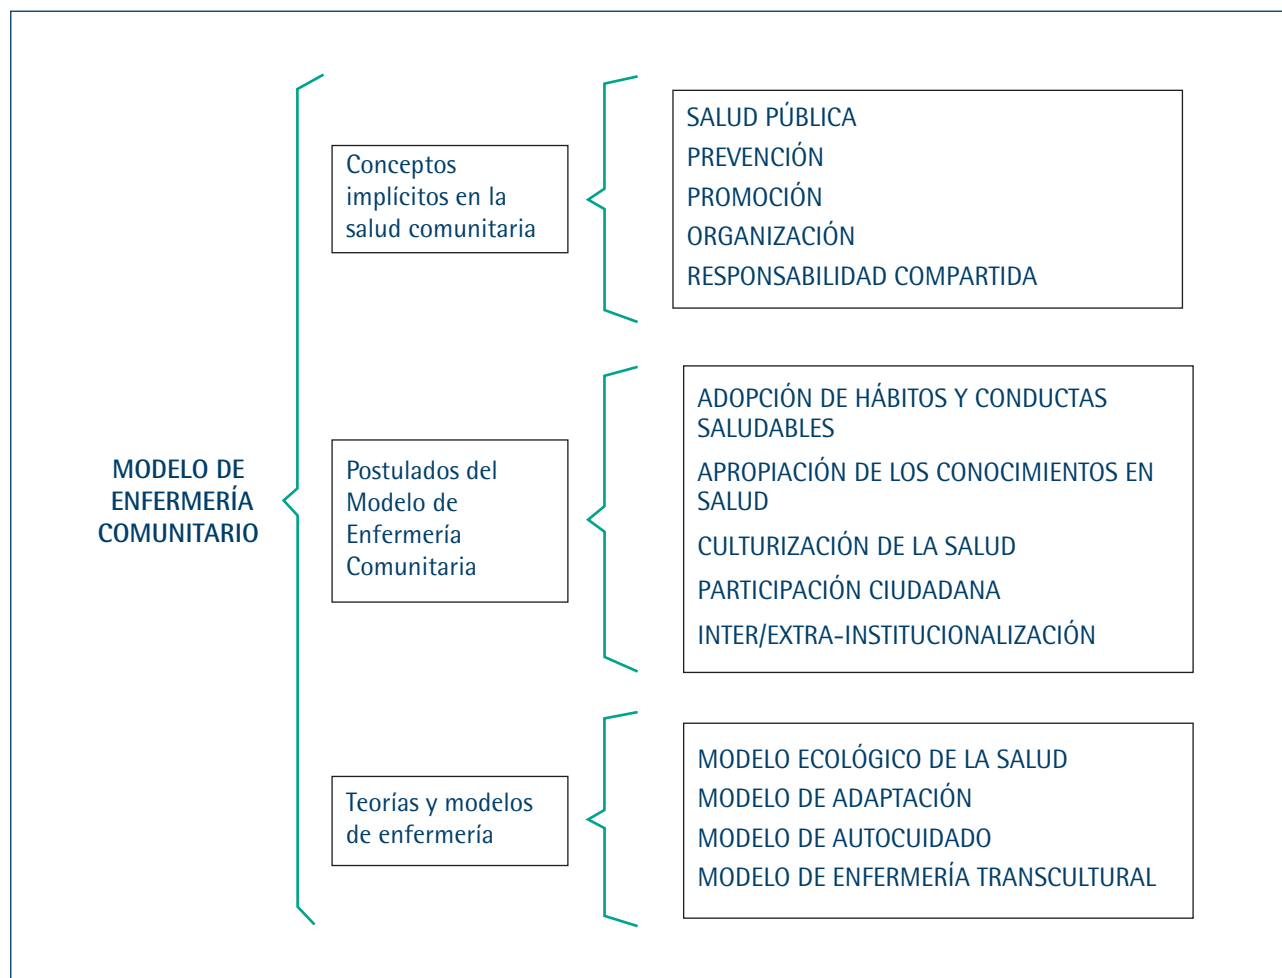 MODELO DE
ENFERMERÍA
COMUNITARIO
Conceptos
implícitos en la
salud comunitaria
SALUD PÚBLICA
PREVENCIÓN
PROMOCIÓN
ORGANIZACIÓN
RESPONSABILIDAD COMPARTIDA
Postulados del
Modelo de
Enfermería
Comunitaria
ADOPCIÓN DE HÁBITOS Y CONDUCTAS
SALUDABLES
APROPIACIÓN DE LOS CONOCIMIENTOS EN
SALUD
CULTURIZACIÓN DE LA SALUD
PARTICIPACIÓN CIUDADANA
INTER/EXTRA-INSTITUCIONALIZACIÓN
Teorías y modelos
de enfermería
MODELO ECOLÓGICO DE LA SALUD
MODELO DE ADAPTACIÓN
MODELO DE AUTOCUIDADO
MODELO DE ENFERMERÍA TRANSCULTURAL